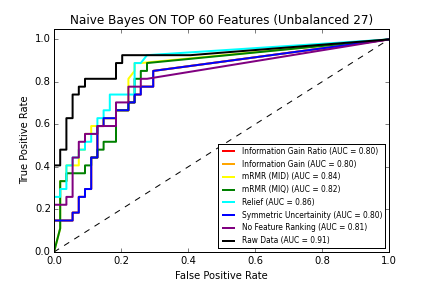 Naive Bayes ON TOP 60 Features (Unbalanced 27)
1.0
0.8
0.6
0.4
0.2
0.0
True Positive Rate
Information Gain Ratio (AUC = 0.80)
Information Gain (AUC = 0.80)
mRMR (MID) (AUC = 0.84)
mRMR (MIQ) (AUC = 0.82)
Relief (AUC = 0.86)
Symmetric Uncertainity (AUC = 0.80)
No Feature Ranking (AUC = 0.81)
Raw Data (AUC = 0.91)
0.0 0.2 0.4 0.6 0.8 1.0
False Positive Rate